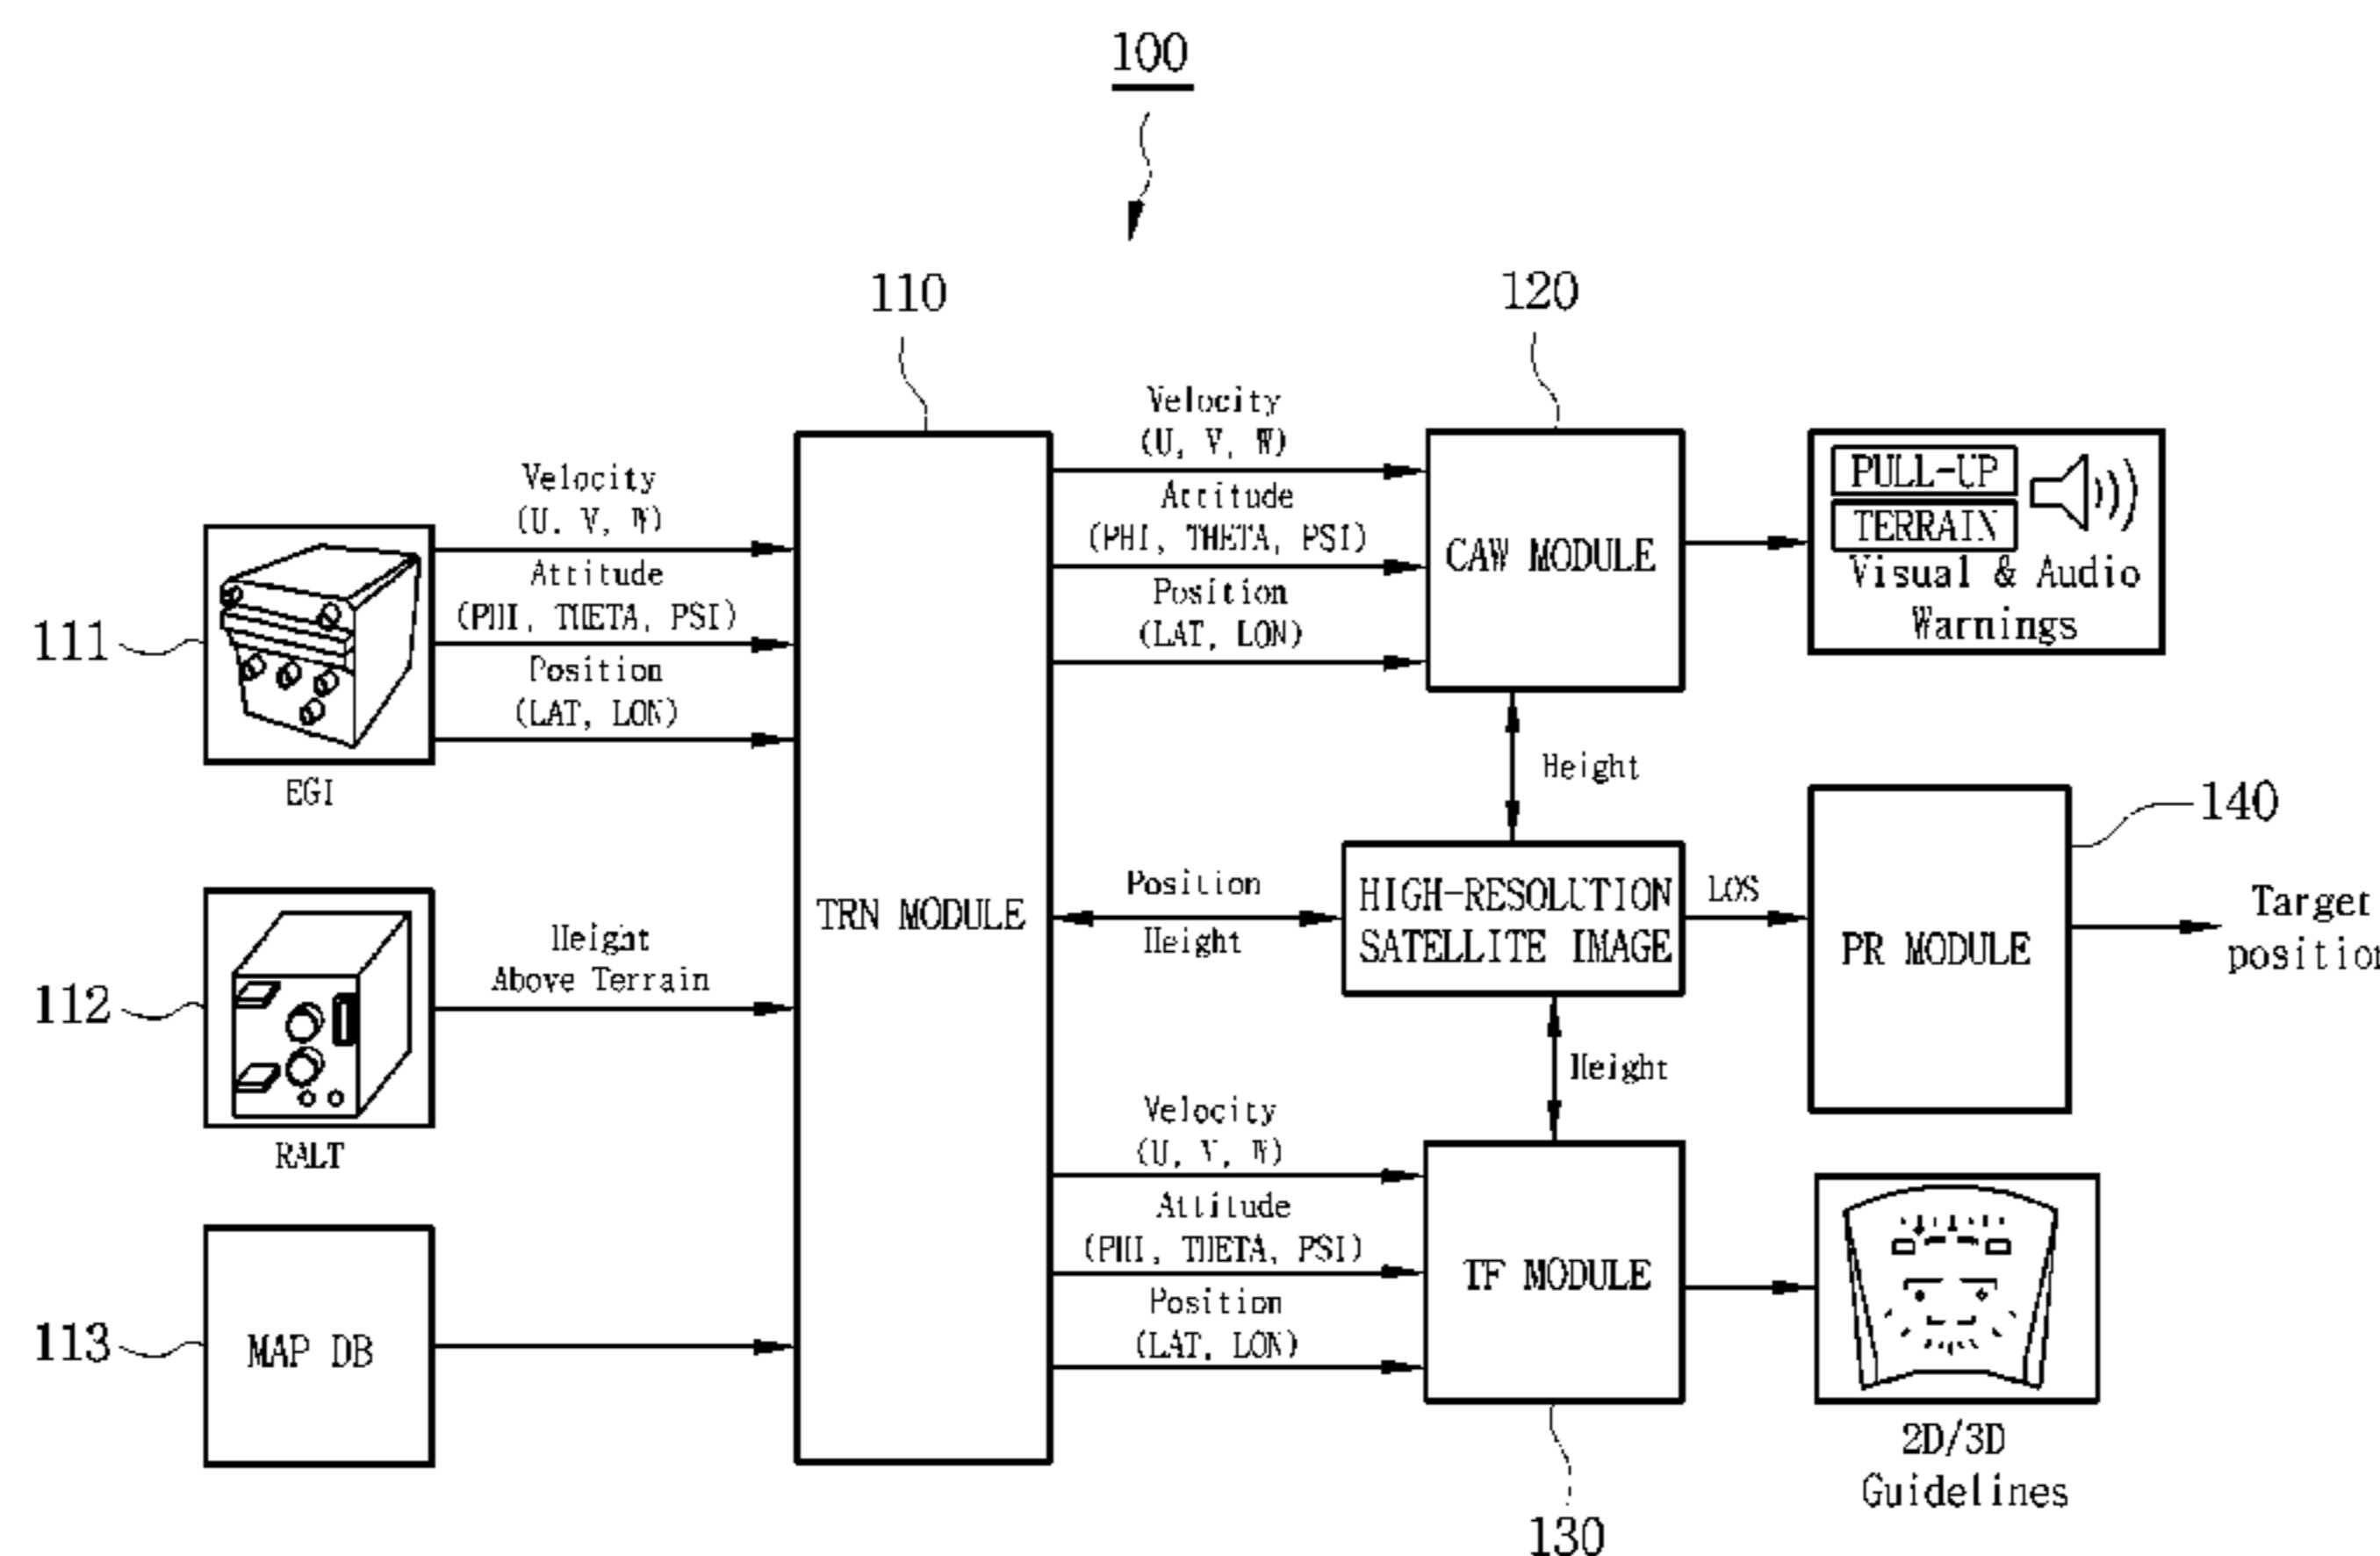 100
110
120
Velocity
(U, V, W)
Attitude
(PHI, THETA, PSI)
Position
(LAT, LON)
111
EGI
Height
Above Terrain
112
RALT
113
MAP DB
TRN MODULE
Velocity
(U, V, W)
Attitude
(PHI, THETA, PSI)
Position
(LAT, LON)
CAW MODULE
PULL-UP
TERRAIN
Visual & Audio
Warnings
Height
Position
Height
HIGH-RESOLUTION
SATELLITE IMAGE
LOS
PR MODULE
140
Target
position
Height
Velocity
(U, V, W)
Attitude
(PHI, THETA, PSI)
Position
(LAT, LON)
TF MODULE
130
2D/3D
Guidelines